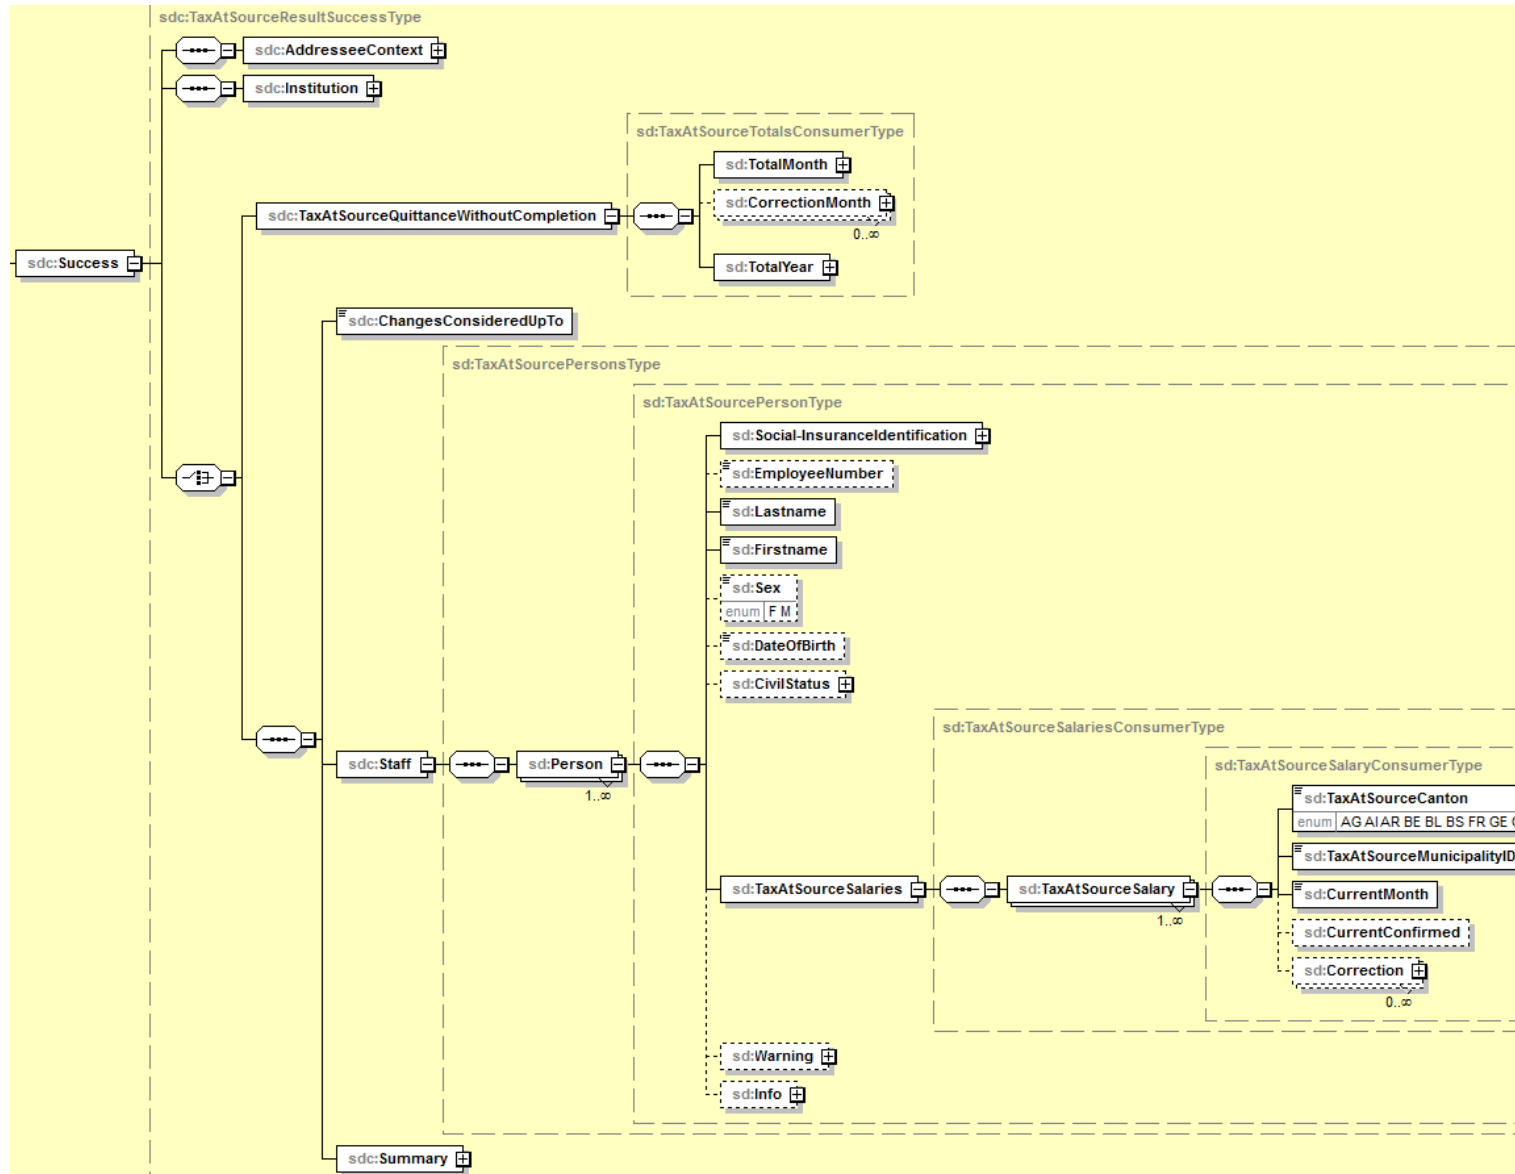 sdc:TaxAtSourceResultSuccessType
sdc:AddresseeContext
sdc:Institution
sd:TaxAtSourceTotalsConsumerType
sd:TotalMonth
sd:CorrectionMonth
0..∞
sdc:TaxAtSourceQuittanceWithoutCompletion
sd:TotalYear
sdc:Success
sdc:ChangesConsideredUpTo
sd:TaxAtSourcePersonsType
sd:TaxAtSourcePersonType
sd:Social-InsuranceIdentification
sd:EmployeeNumber
sd:Lastname
sd:Firstname
sd:Sex
enum F M
sd:DateOfBirth
sd:CivilStatus
sd:TaxAtSourceSalariesConsumerType
sdc:Staff
sd:Person
1..∞
sd:TaxAtSourceSalaryConsumerType
sd:TaxAtSourceCanton
enum AG AI AR BE BL BS FR GE
sd:TaxAtSourceMunicipalityID
sd:TaxAtSourceSalaries
sd:TaxAtSourceSalary
1..∞
sd:CurrentMonth
sd:CurrentConfirmed
sd:Correction
0..∞
sd:Warning
sd:Info
sdc:Summary